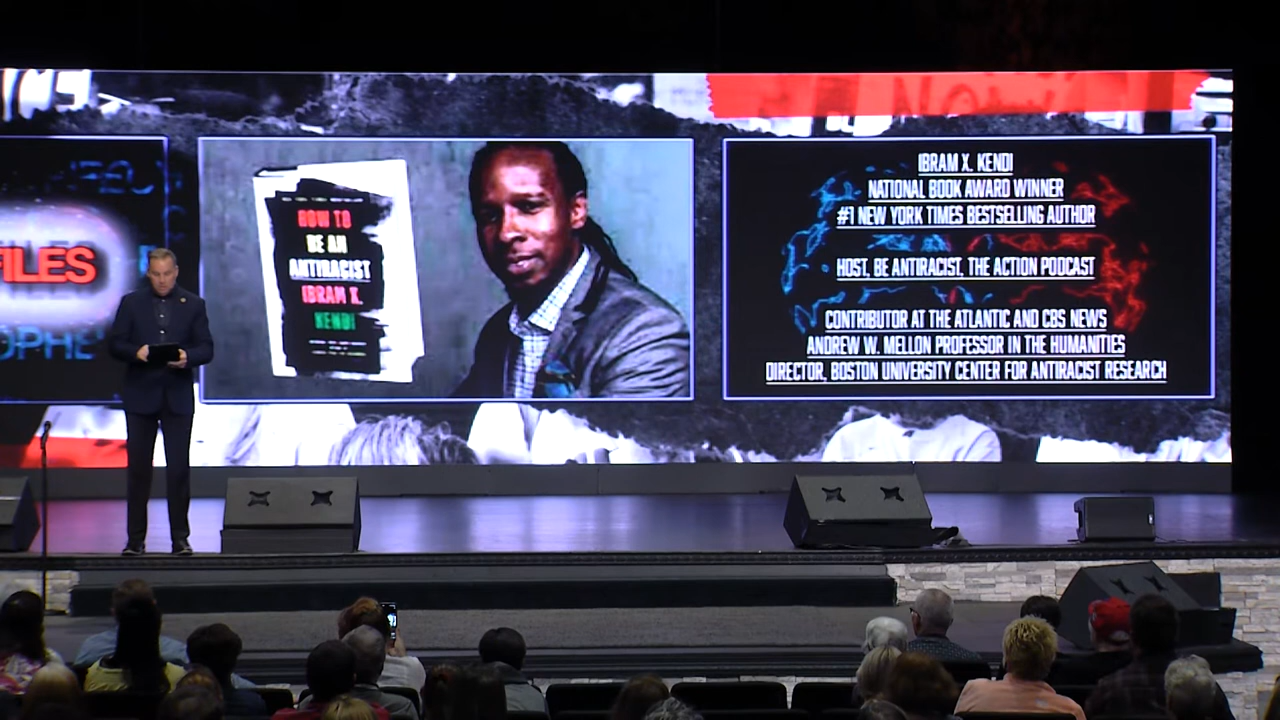 FILES
HOW TO
BE AN
ANTIRACIST
IBRAM X.
KENDI
IBRAM X. KENDI
NATIONAL BOOK AWARD WINNER
#1 NEW YORK TIMES BESTSELLING AUTHOR
HOST, BE ANTIRACIST, THE ACTION PODCAST
CONTRIBUTOR AT THE ATLANTIC AND CBS NEWS
ANDREW W. MELLON PROFESSOR IN THE HUMANITIES
DIRECTOR, BOSTON UNIVERSITY CENTER FOR ANTIRACIST RESEARCH